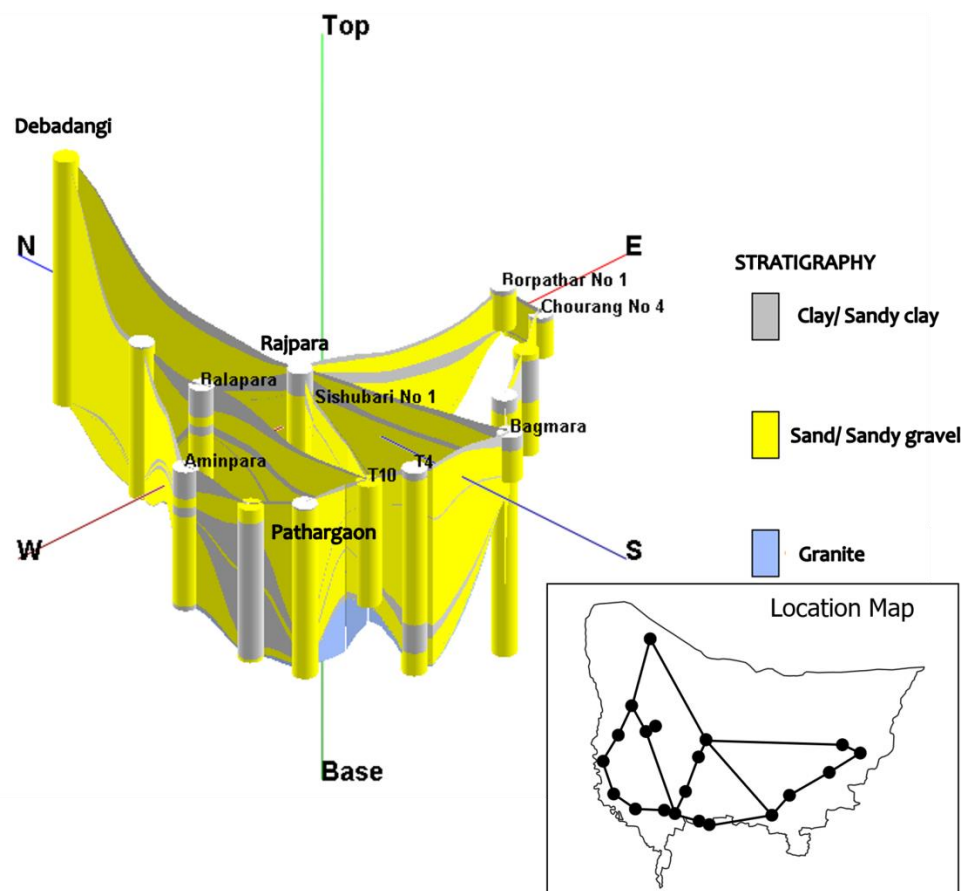 Top
Debadangi
N
E
STRATIGRAPHY
Borpathar No 1
Chourang No 4
Clay/ Sandy clay
Rajpara
Ralapara
Sishubari No 1
Sand/ Sandy gravel
Bagmara
Aminpara
T10
T4
Pathargaon
W
S
Granite
Location Map
Base